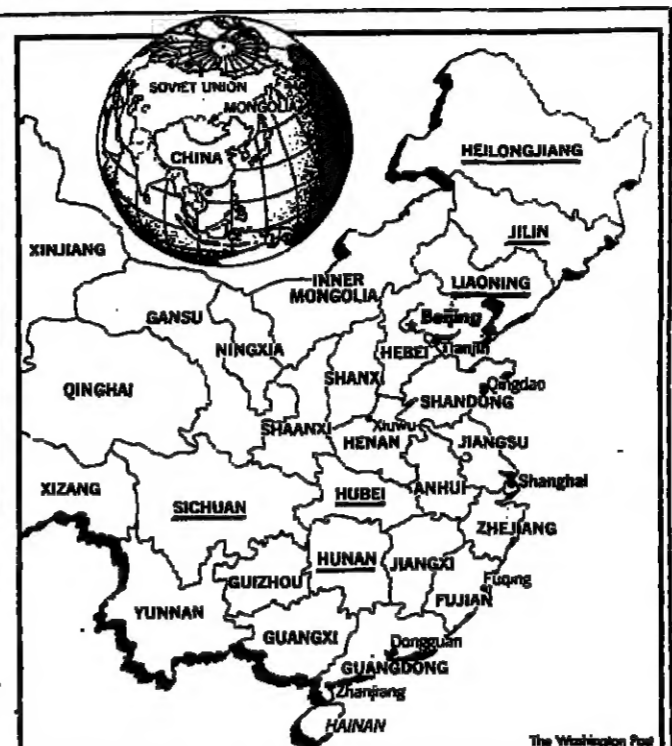 SOVIET UNION
MONGOLIA
CHINA
HEILONGJIANG
JILIN
XINJIANG
LIAONING
INNER
MONGOLIA
GANSU
Beijing
NINGXIA
HEBEI
Tianjin
SHANXI
QINGHAI
Qingdao
SHANDONG
SHAANXI
Xiuwu
HENAN
JIANGSU
XIZANG
SICHUAN
HUBEI
ANHUI
Shanghai
ZHEJIANG
HUNAN
JIANGXI
GUIZHOU
Fuqing
FUJIAN
YUNNAN
GUANGXI
Dongguan
GUANGDONG
Zhanjiang
HAINAN
The Washington Post